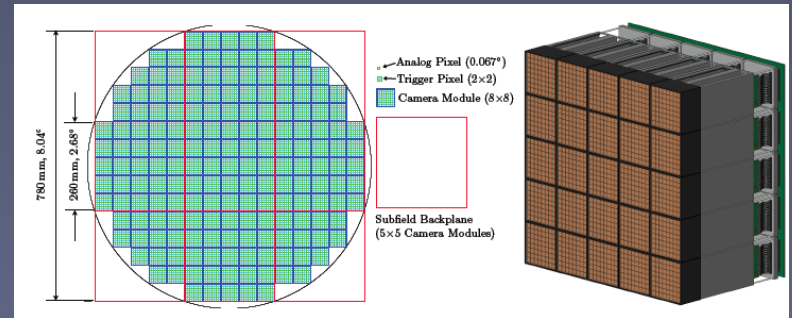 780 mm, 8.04°
260 mm, 2.68°
Analog Pixel (0.067°)
Trigger Pixel (2×2)
Camera Module (8×8)
Subfield Backplane
(5×5 Camera Modules)